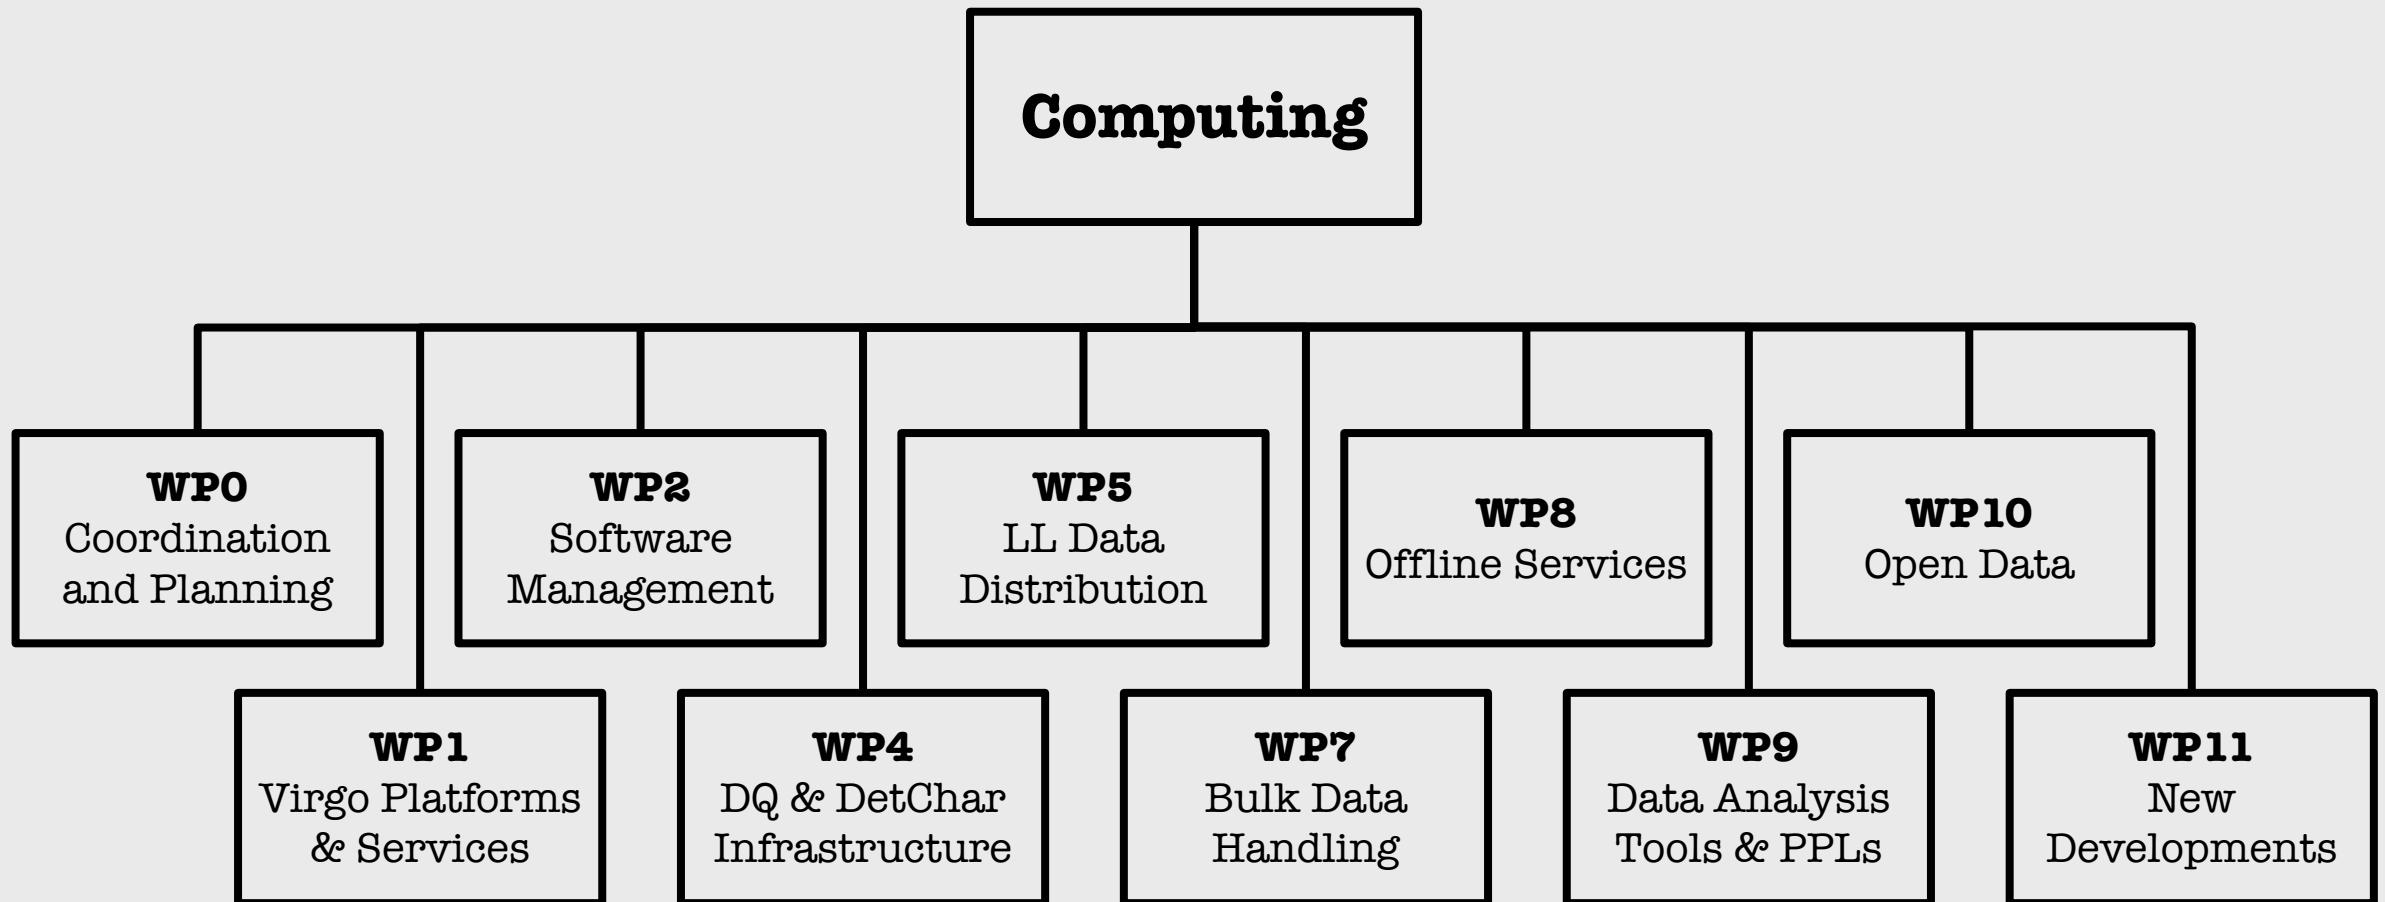 Computing
WP0
Coordination
and Planning
WP2
Software
Management
WP5
LL Data
Distribution
WP8
Offline Services
WP10
Open Data
WP1
Virgo Platforms
& Services
WP4
DQ & DetChar
Infrastructure
WP7
Bulk Data
Handling
WP9
Data Analysis
Tools & PPLs
WP11
New
Developments